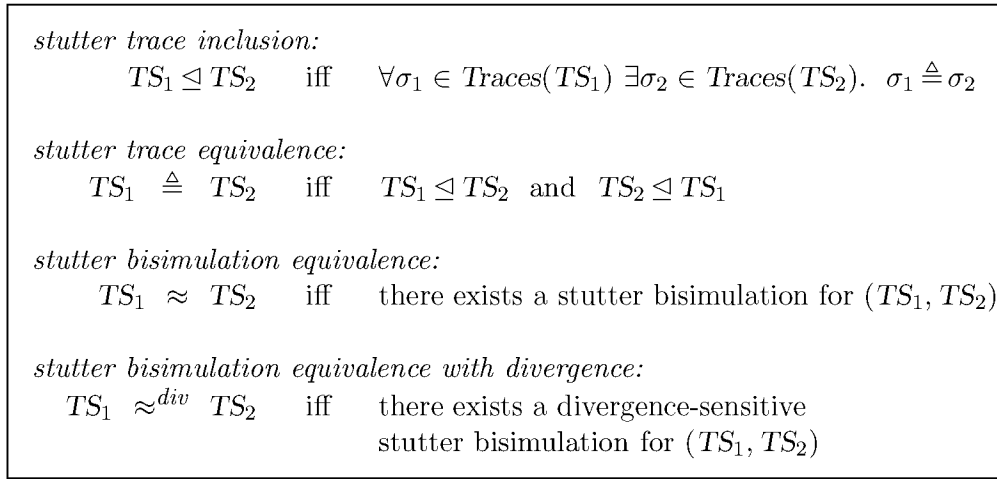 stutter trace inclusion:
TS₁ ⊴ TS₂ iff ∀σ₁ ∈ Traces(TS₁) ∃σ₂ ∈ Traces(TS₂). σ₁ ≜ σ₂
stutter trace equivalence:
TS₁ ≜ TS₂ iff TS₁ ⊴ TS₂ and TS₂ ⊴ TS₁
stutter bisimulation equivalence:
TS₁ ≈ TS₂ iff there exists a stutter bisimulation for (TS₁, TS₂)
stutter bisimulation equivalence with divergence:
TS₁ ≈ᵈⁱᵛ TS₂ iff there exists a divergence-sensitive
stutter bisimulation for (TS₁, TS₂)